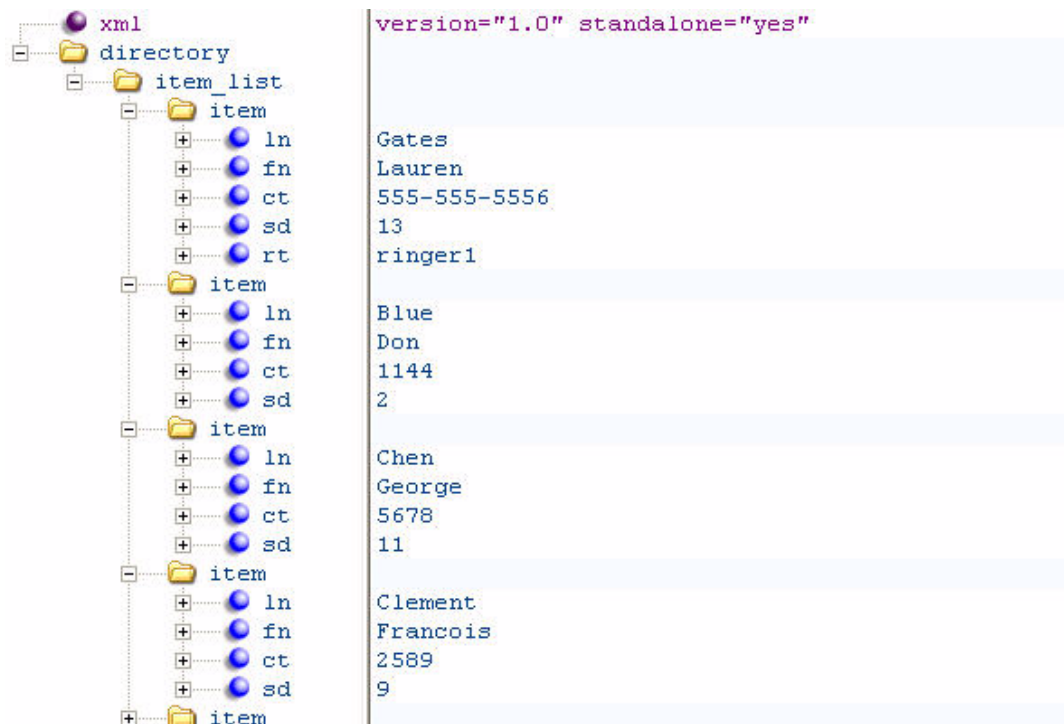 xml version="1.0" standalone="yes"
directory
item_list
item
ln Gates
fn Lauren
ct 555-555-5556
sd 13
rt ringer1
item
ln Blue
fn Don
ct 1144
sd 2
item
ln Chen
fn George
ct 5678
sd 11
item
ln Clement
fn Francois
ct 2589
sd 9
item